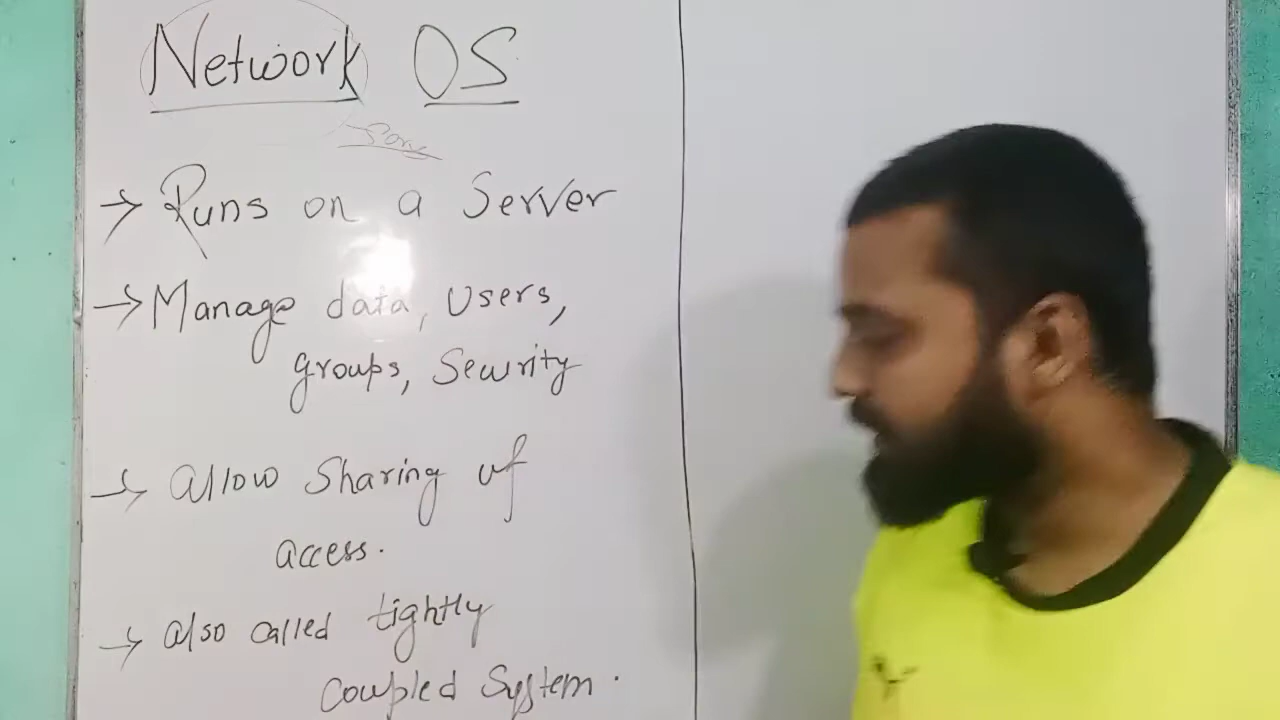 Network OS
→ Runs on a Server
→ Manage data, Users,
groups, Security
→ Allow Sharing of
access.
→ also called tightly
Coupled System.